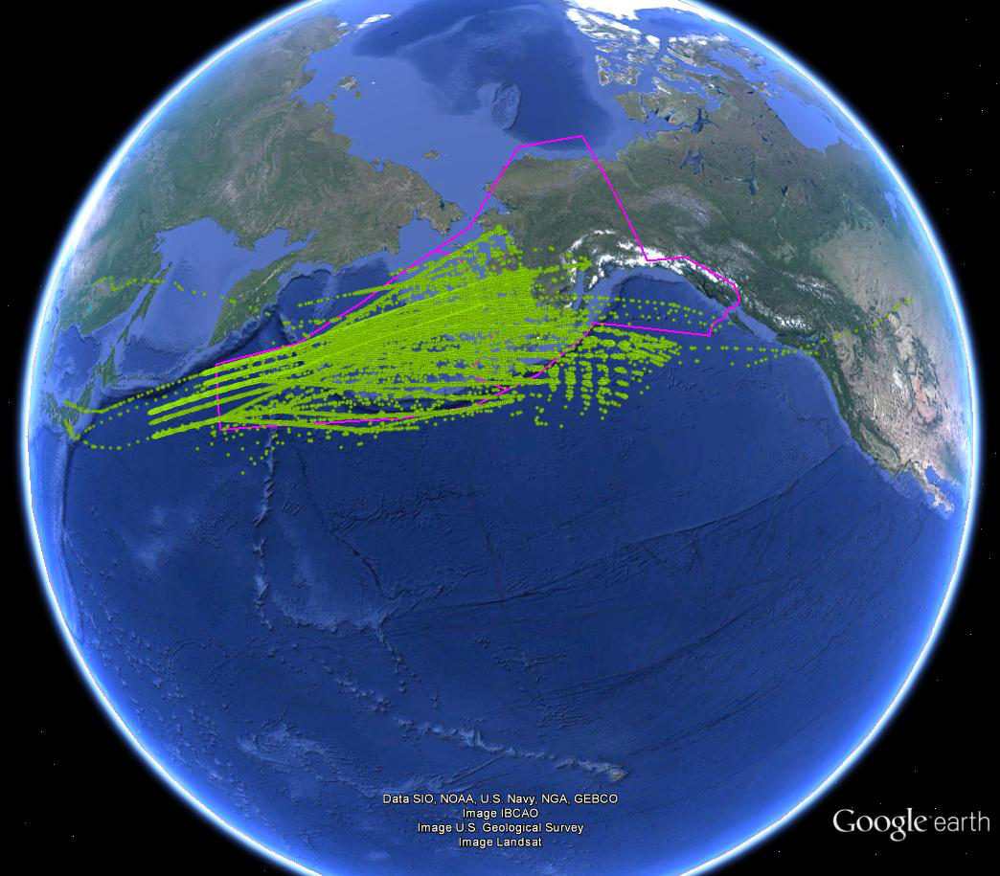 Data SIO, NOAA, U.S. Navy, NGA, GEBCO
Image IBCAO
Image U.S. Geological Survey
Image Landsat
Google earth